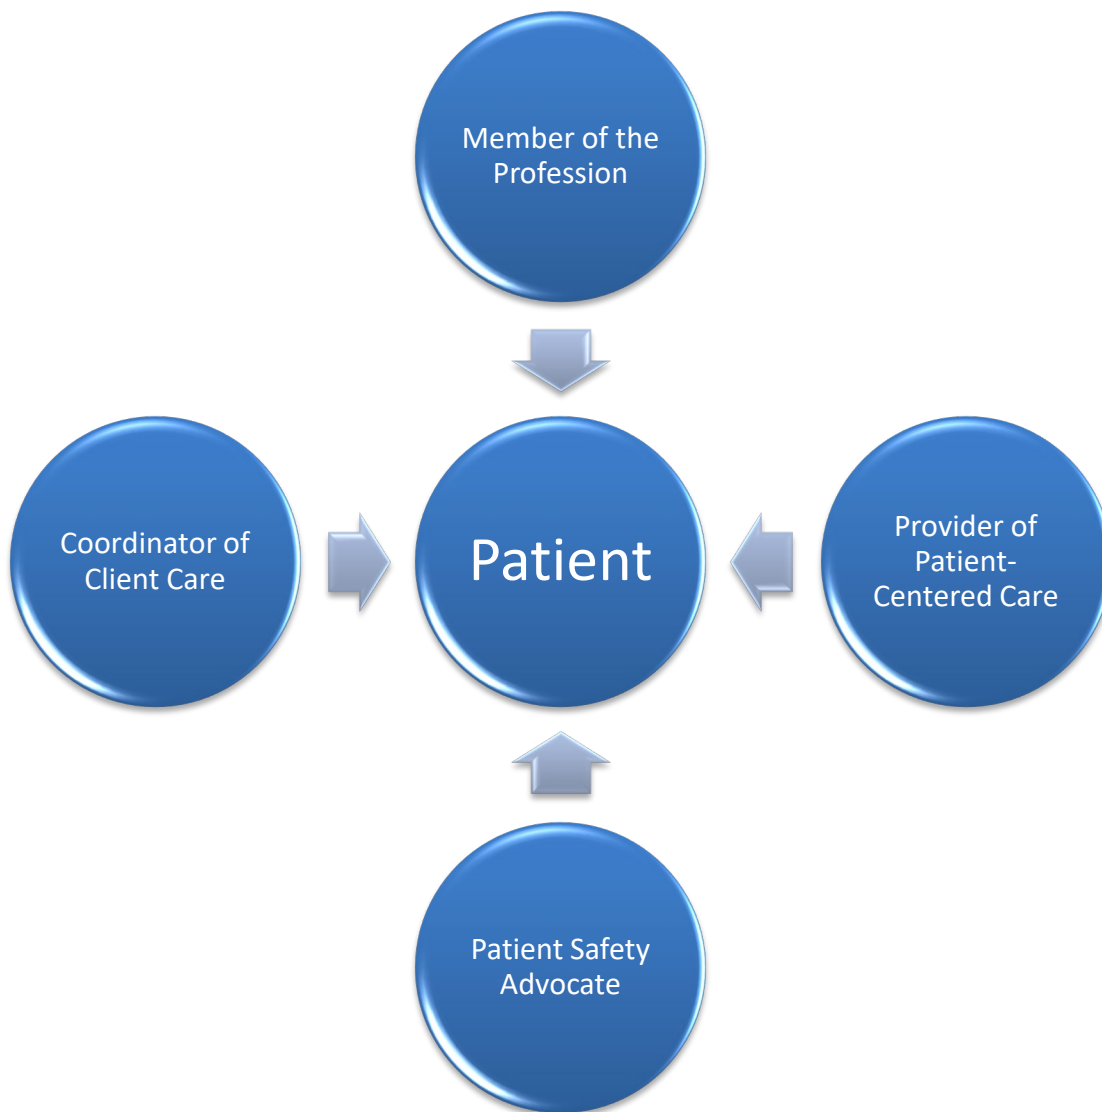 Member of the
Profession
Coordinator of
Client Care
Patient
Provider of
Patient-
Centered Care
Patient Safety
Advocate